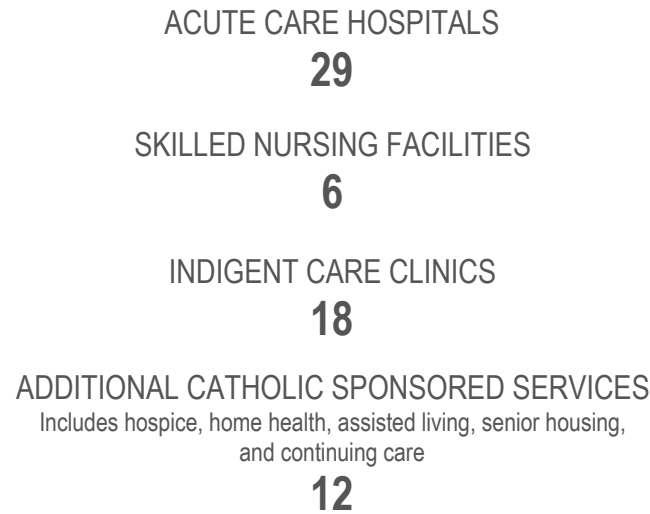 ACUTE CARE HOSPITALS
29
SKILLED NURSING FACILITIES
6
INDIGENT CARE CLINICS
18
ADDITIONAL CATHOLIC SPONSORED SERVICES
Includes hospice, home health, assisted living, senior housing,
and continuing care
12